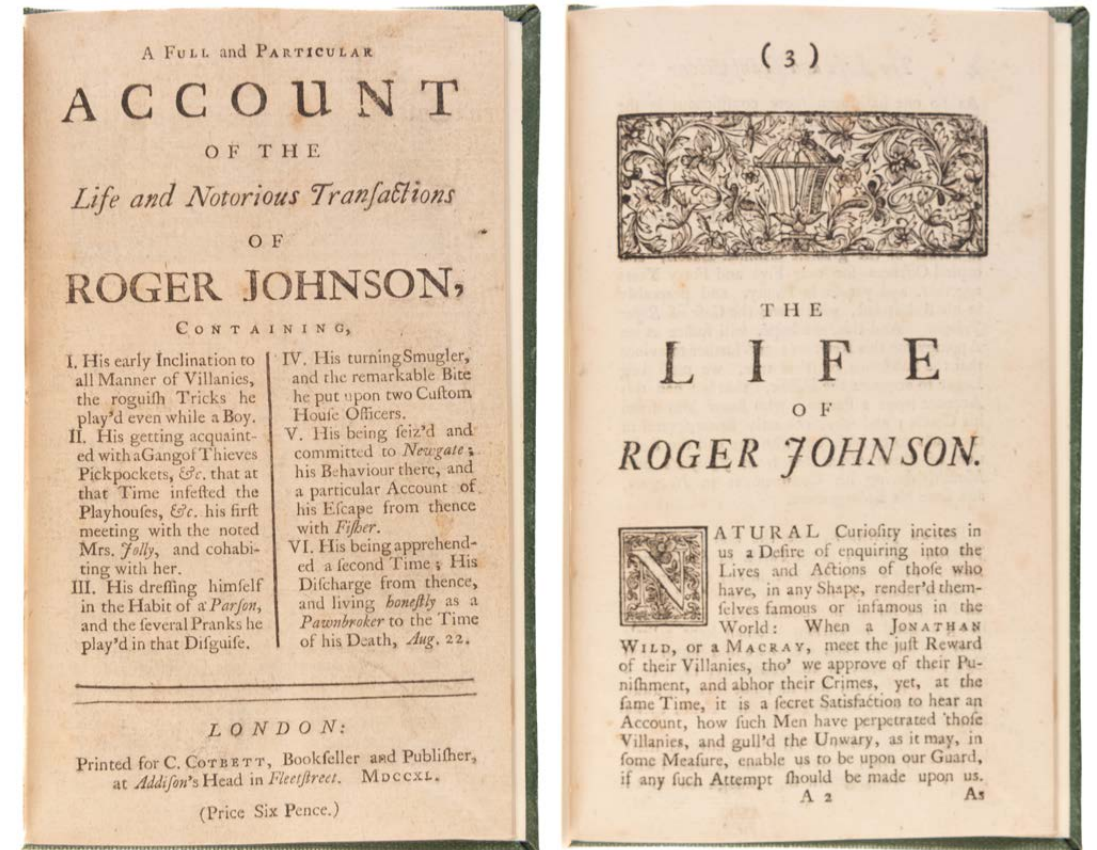 A FULL and PARTICULAR
ACCOUNT
OF THE
Life and Notorious Tranſactions
OF
ROGER JOHNSON,
CONTAINING,
I. His early Inclination to
all Manner of Villanies,
the roguiſh Tricks he
play'd even while a Boy.
II. His getting acquaint-
ed with a Gang of Thieves
Pickpockets, &c. that at
that Time infeſted the
Playhouſes, &c. his firſt
meeting with the noted
Mrs. Jolly, and cohabi-
ting with her.
III. His dreſſing himſelf
in the Habit of a Parſon,
and the ſeveral Pranks he
play'd in that Diſguiſe.
IV. His turning Smugler,
and the remarkable Bite
he put upon two Cuſtom
Houſe Officers.
V. His being ſeiz'd and
committed to Newgate;
his Behaviour there, and
a particular Account of
his Eſcape from thence
with Fiſher.
VI. His being apprehend-
ed a ſecond Time; His
Diſcharge from thence,
and living honeſtly as a
Pawnbroker to the Time
of his Death, Aug. 22.
LONDON:
Printed for C. COTBETT, Bookſeller and Publiſher,
at Addiſon's Head in Fleetſtreet. MDCCXL.
(Price Six Pence.)
(3)
THE
LIFE
OF
ROGER JOHNSON.
NATURAL Curioſity incites in
us a Deſire of enquiring into the
Lives and Actions of thoſe who
have, in any Shape, render'd them-
ſelves famous or infamous in the
World: When a JONATHAN
WILD, or a MACRAY, meet the juſt Reward
of their Villanies, tho' we approve of their Pu-
niſhment, and abhor their Crimes, yet, at the
ſame Time, it is a ſecret Satisfaction to hear an
Account, how ſuch Men have perpetrated thoſe
Villanies, and gull'd the Unwary, as it may, in
ſome Meaſure, enable us to be upon our Guard,
if any ſuch Attempt ſhould be made upon us.
A 2 As